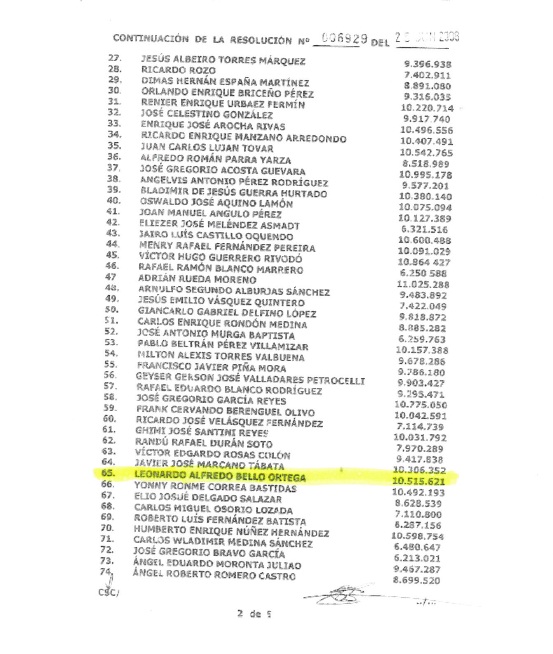 CONTINUACIÓN DE LA RESOLUCIÓN Nº 006929 DEL
27. JESÚS ALBEIRO TORRES MÁRQUEZ 9.396.938
28. RICARDO ROZO 7.402.911
29. DIMAS HERNÁN ESPAÑA MARTÍNEZ 8.891.080
30. ORLANDO ENRIQUE BRICEÑO PÉREZ 9.316.035
31. RENIER ENRIQUE URBAEZ FERMÍN 10.220.714
32. JOSÉ CELESTINO GONZÁLEZ 9.917.740
33. ENRIQUE JOSÉ AROCHA RIVAS 10.496.556
34. RICARDO ENRIQUE MANZANO ARREDONDO 10.407.491
35. JUAN CARLOS LUJAN TOVAR 10.542.765
36. ALFREDO ROMÁN PARRA YARZA 8.518.989
37. JOSÉ GREGORIO ACOSTA GUEVARA 10.995.178
38. ANGELVIS ANTONIO PÉREZ RODRÍGUEZ 9.577.201
39. BLADIMIR DE JESÚS GUERRA HURTADO 10.380.140
40. OSWALDO JOSÉ AQUINO LAMÓN 10.075.094
41. JOAN MANUEL ANGULO PÉREZ 10.127.389
42. ELIEZER JOSÉ MELÉNDEZ ASMADT 6.321.516
43. JAIRO LUÍS CASTILLO OQUENDO 10.600.488
44. MENRY RAFAEL FERNÁNDEZ PEREIRA 10.091.029
45. VÍCTOR HUGO GUERRERO RIVODÓ 10.864.427
46. RAFAEL RAMÓN BLANCO MARRERO 6.250.588
47 ADRIÁN RUEDA MORENO 11.025.288
48. ARNULFO SEGUNDO ALBURJAS SÁNCHEZ 9.483.892
49. JESÚS EMILIO VÁSQUEZ QUINTERO 7.422.049
50. GIANCARLO GABRIEL DELFINO LÓPEZ 9.818.872
51. CARLOS ENRIQUE RONDÓN MEDINA 8.885.282
52. JOSÉ ANTONIO MURGA BAPTISTA 6.259.763
53. PABLO BELTRÁN PÉREZ VILLAMIZAR 10.157.388
54. MILTON ALEXIS TORRES VALBUENA 9.678.286
55. FRANCISCO JAVIER PIÑA MORA 9.786.180
56. GEYSER GERSON JOSÉ VALLADARES PETROCELLI 9.903.427
57. RAFAEL EDUARDO BLANCO RODRÍGUEZ 9.295.471
58. JOSÉ GREGORIO GARCÍA REYES 10.775.050
59. FRANK CERVANDO BERENGUEL OLIVO 10.042.591
60. RICARDO JOSÉ VELÁSQUEZ FERNÁNDEZ 7.114.739
61. GHIMI JOSÉ SANTINI REYES 10.031.792
62. RANDÚ RAFAEL DURÁN SOTO 7.970.289
63. VÍCTOR EDGARDO ROSAS COLÓN 9.417.838
64. JAVIER JOSÉ MARCANO TÁBATA 10.306.352
65. LEONARDO ALFREDO BELLO ORTEGA 10.515.621
66. YONNY RONME CORREA BASTIDAS 10.492.193
67. ELIO JOSUÉ DELGADO SALAZAR 8.628.539
68. CARLOS MIGUEL OSORIO LOZADA 7.110.800
69. ROBERTO LUÍS FERNÁNDEZ BATISTA 6.287.156
70. HUMBERTO ENRIQUE NÚÑEZ HERNÁNDEZ 10.598.754
71. CARLOS WLADIMIR MEDINA SÁNCHEZ 6.480.647
72. JOSÉ GREGORIO BRAVO GARCÍA 6.213.021
73. ÁNGEL EDUARDO MORONTA JULIAO 9.467.287
74. ÁNGEL ROBERTO ROMERO CASTRO 8.699.520
CSC/
../...
2 de 5